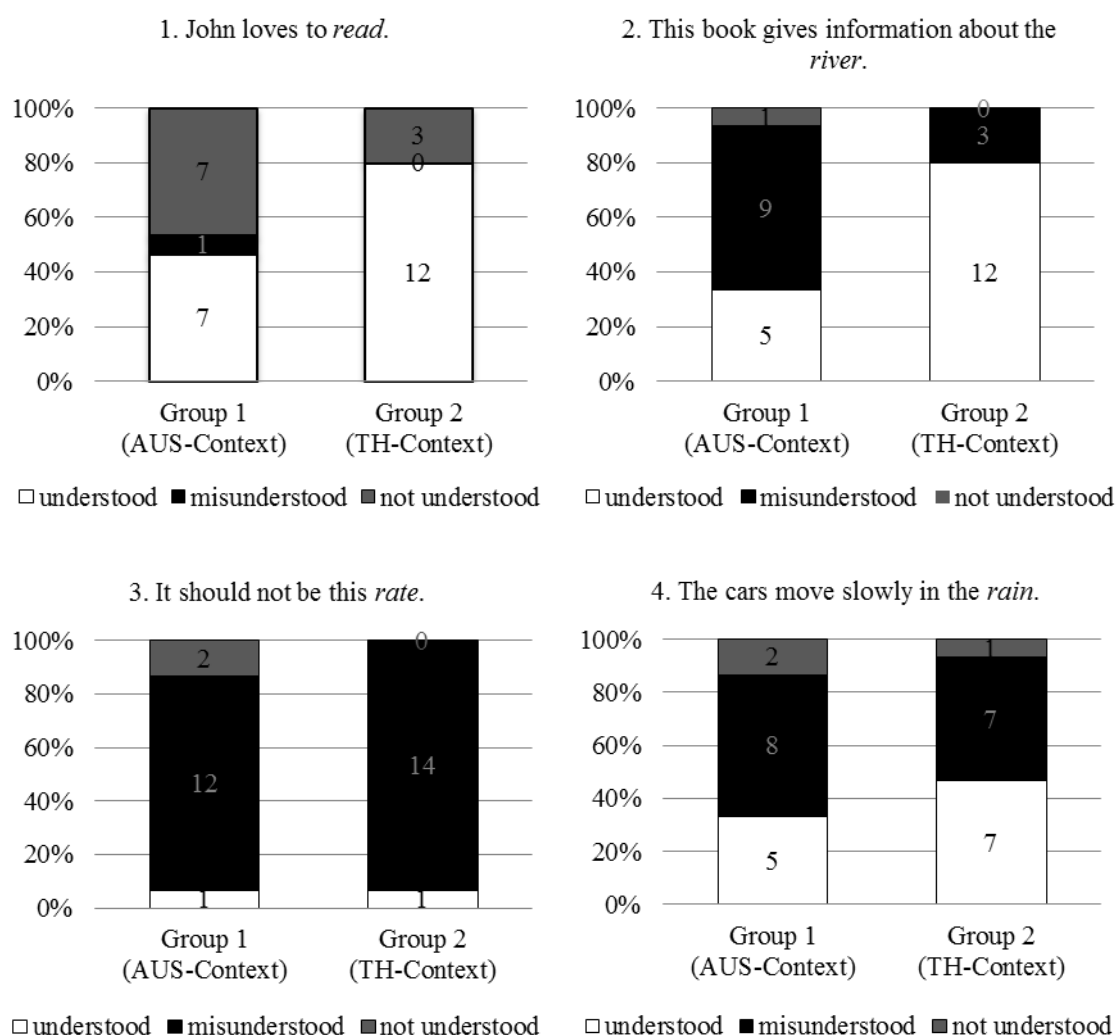 1. John loves to read.
100%
80%
60%
40%
20%
0%
7
1
7
3
0
12
Group 1
(AUS-Context)
Group 2
(TH-Context)
understood misunderstood not understood
2. This book gives information about the
river.
100%
80%
60%
40%
20%
0%
1
9
5
0
3
12
Group 1
(AUS-Context)
Group 2
(TH-Context)
understood misunderstood not understood
3. It should not be this rate.
100%
80%
60%
40%
20%
0%
2
12
1
0
14
1
Group 1
(AUS-Context)
Group 2
(TH-Context)
understood misunderstood not understood
4. The cars move slowly in the rain.
100%
80%
60%
40%
20%
0%
2
8
5
1
7
7
Group 1
(AUS-Context)
Group 2
(TH-Context)
understood misunderstood not understood